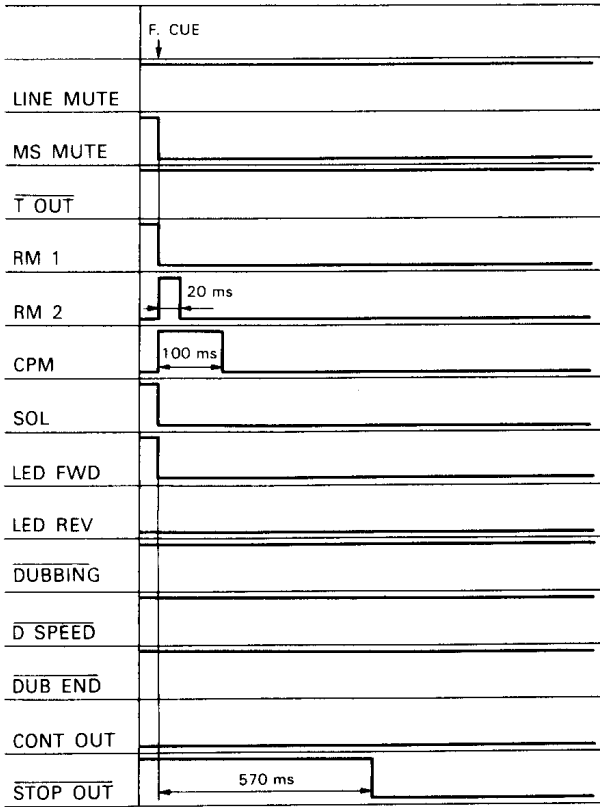 F. CUE
LINE MUTE
MS MUTE
T OUT
RM 1
RM 2
20 ms
CPM
100 ms
SOL
LED FWD
LED REV
DUBBING
D SPEED
DUB END
CONT OUT
STOP OUT
570 ms